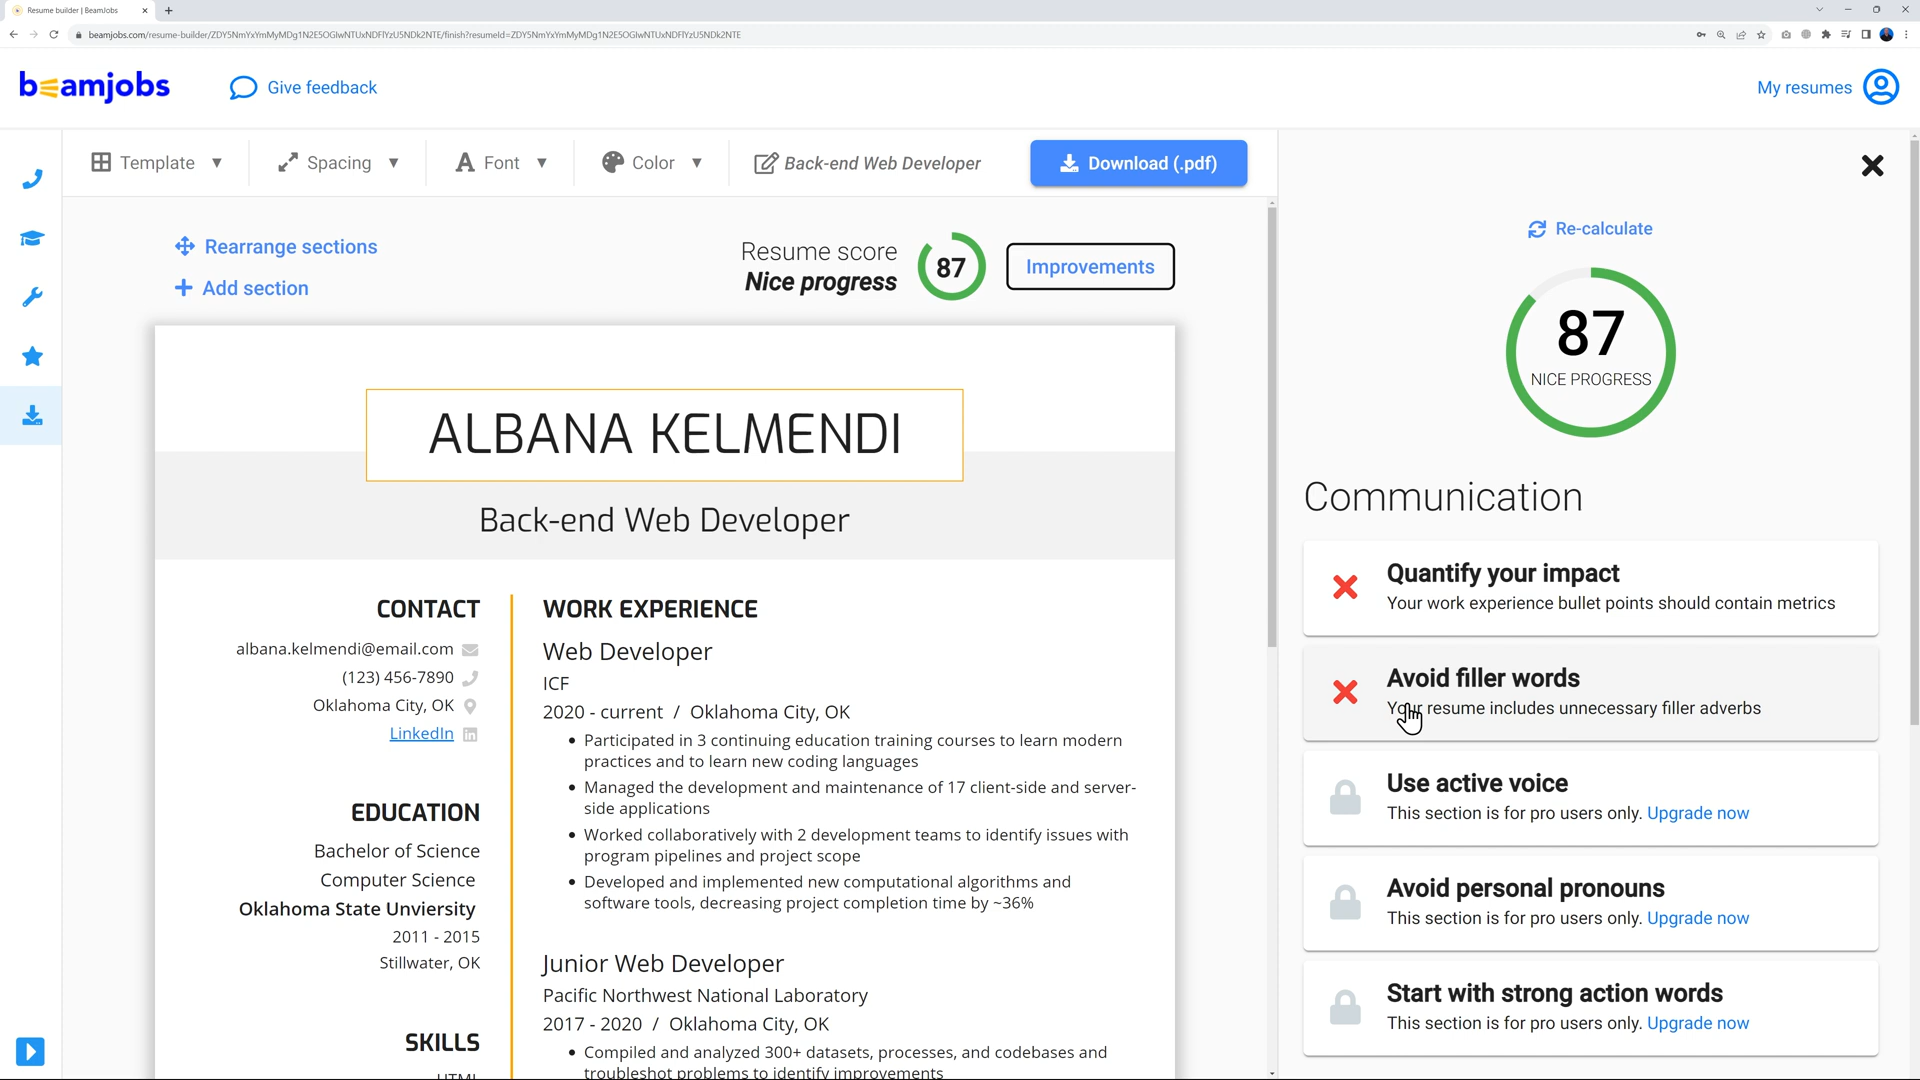 Resume builder | BeamJobs
beamjobs.com/resume-builder/
beamjobs
Give feedback
My resumes
Template
Spacing
Font
Color
Back-end Web Developer
Download (.pdf)
Rearrange sections
Add section
Resume score
Nice progress
87
Improvements
ALBANA KELMENDI
Back-end Web Developer
CONTACT
albana.kelmendi@email.com
(123) 456-7890
Oklahoma City, OK
LinkedIn
EDUCATION
Bachelor of Science
Computer Science
Oklahoma State Unviersity
2011 - 2015
Stillwater, OK
SKILLS
HTML
WORK EXPERIENCE
Web Developer
ICF
2020 - current / Oklahoma City, OK
• Participated in 3 continuing education training courses to learn modern
practices and to learn new coding languages
• Managed the development and maintenance of 17 client-side and server-
side applications
• Worked collaboratively with 2 development teams to identify issues with
program pipelines and project scope
• Developed and implemented new computational algorithms and
software tools, decreasing project completion time by ~36%
Junior Web Developer
Pacific Northwest National Laboratory
2017 - 2020 / Oklahoma City, OK
• Compiled and analyzed 300+ datasets, processes, and codebases and
troubleshot problems to identify improvements
Re-calculate
87
NICE PROGRESS
Communication
Quantify your impact
Your work experience bullet points should contain metrics
Avoid filler words
Your resume includes unnecessary filler adverbs
Use active voice
This section is for pro users only. Upgrade now
Avoid personal pronouns
This section is for pro users only. Upgrade now
Start with strong action words
This section is for pro users only. Upgrade now